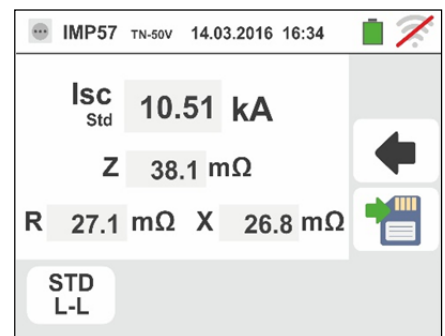 IMP57 TN-50V 14.03.2016 16:34
Isc 10.51 kA
Std
Z 38.1 mΩ
R 27.1 mΩ X 26.8 mΩ
STD
L-L